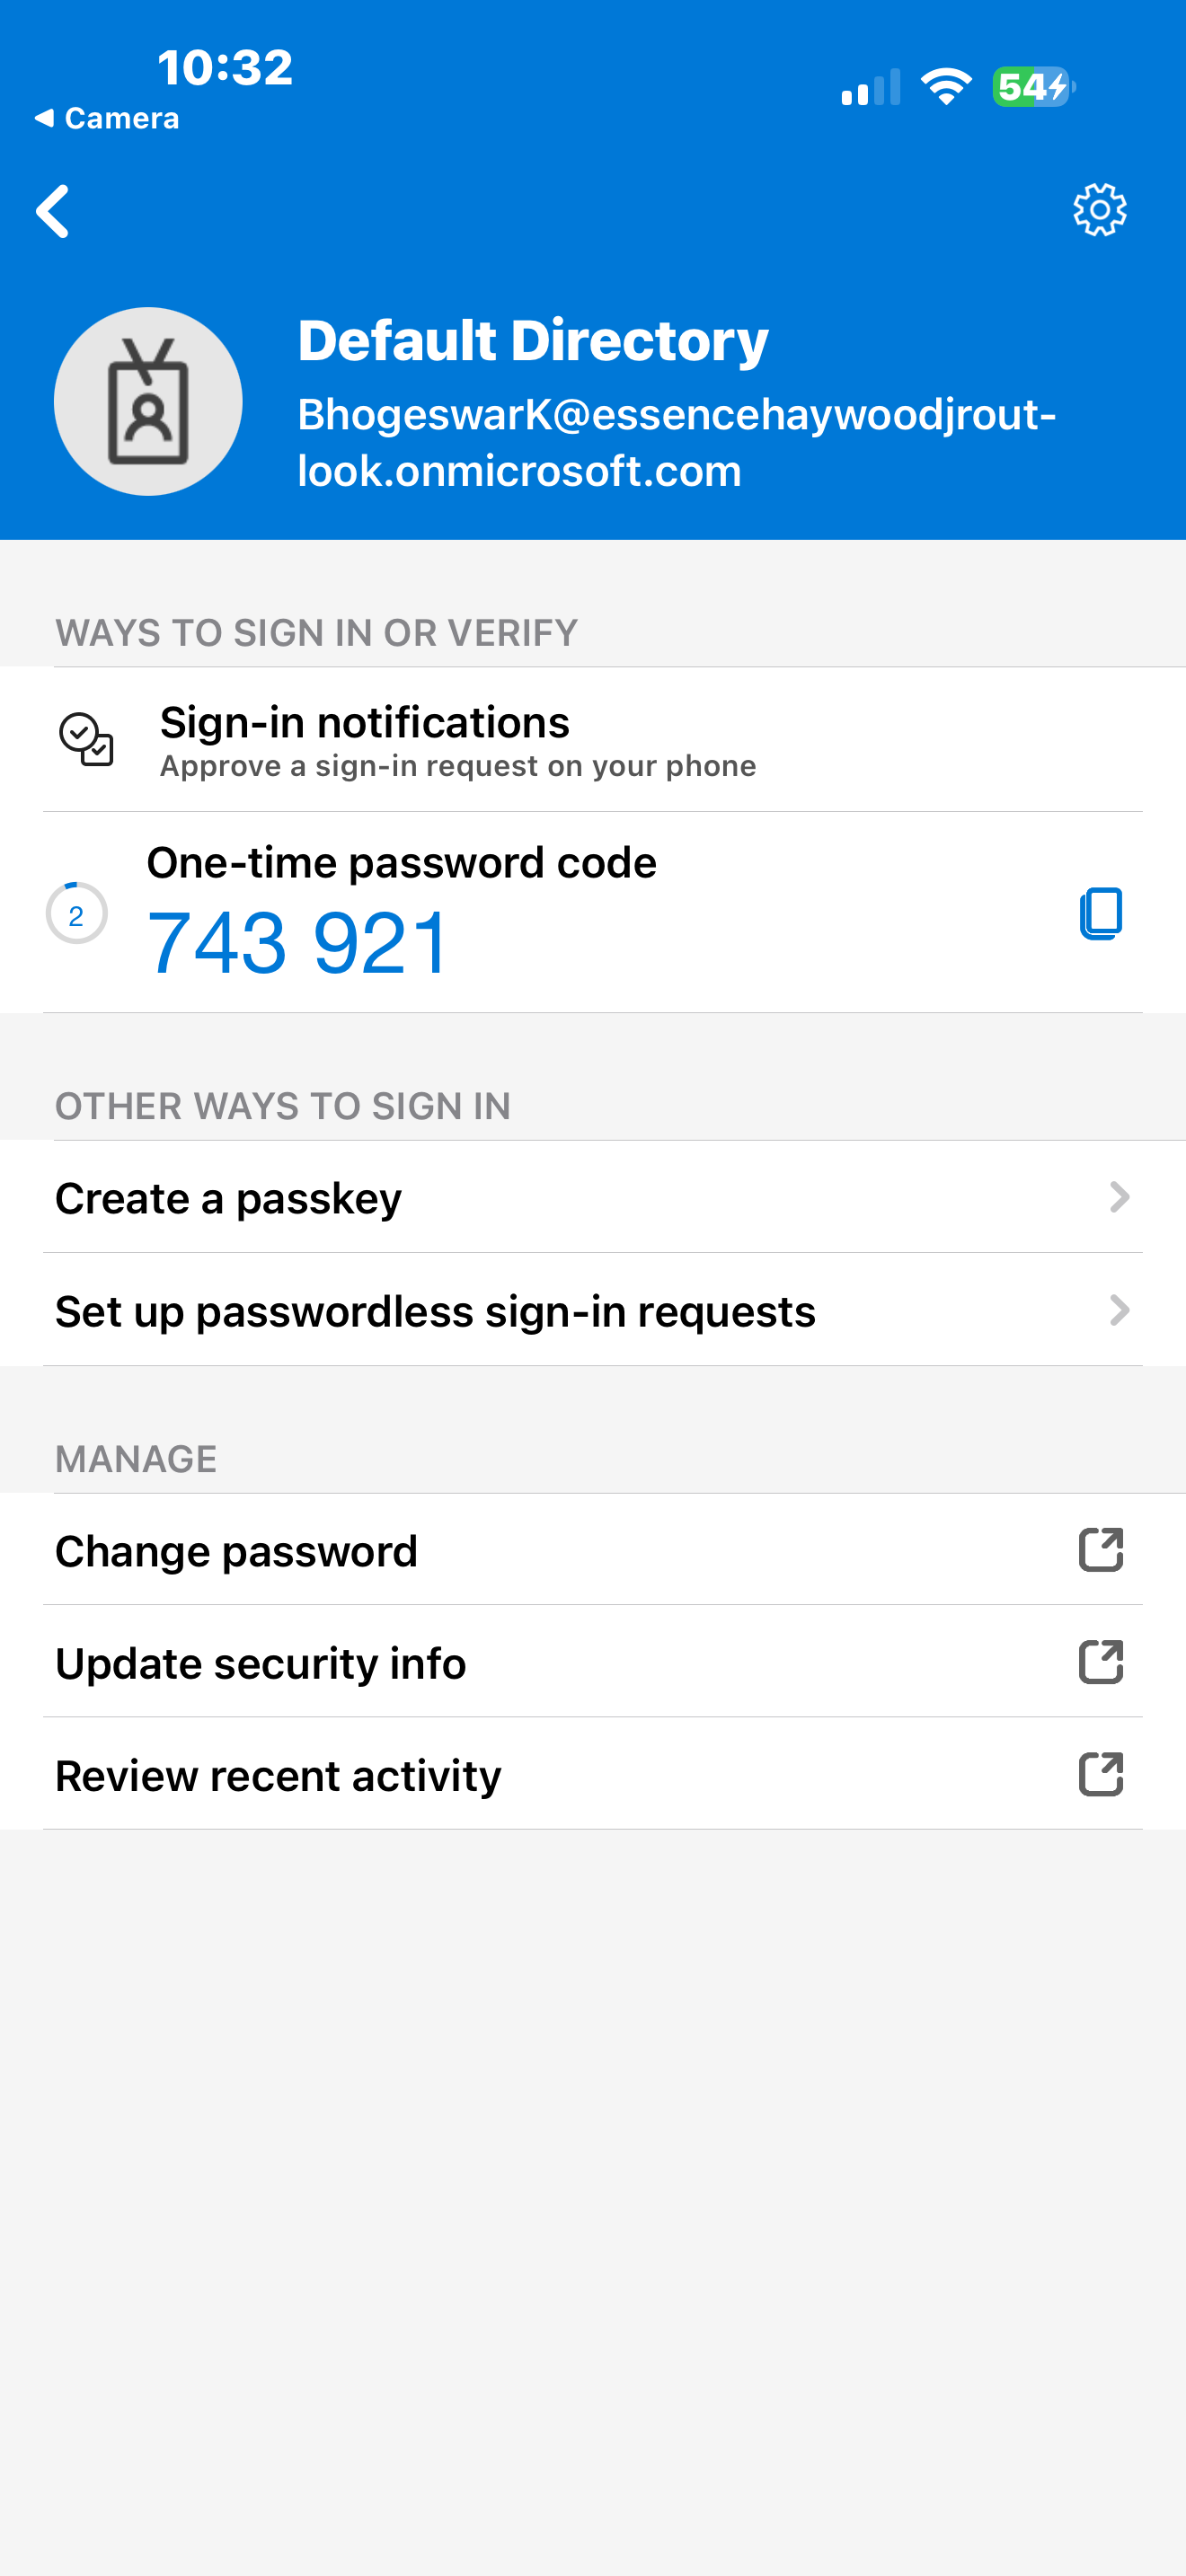 10:32
54
Camera
Default Directory
BhogeswarK@essencehaywoodjrout-
look.onmicrosoft.com
WAYS TO SIGN IN OR VERIFY
Sign-in notifications
Approve a sign-in request on your phone
One-time password code
2
743 921
OTHER WAYS TO SIGN IN
Create a passkey
Set up passwordless sign-in requests
MANAGE
Change password
Update security info
Review recent activity